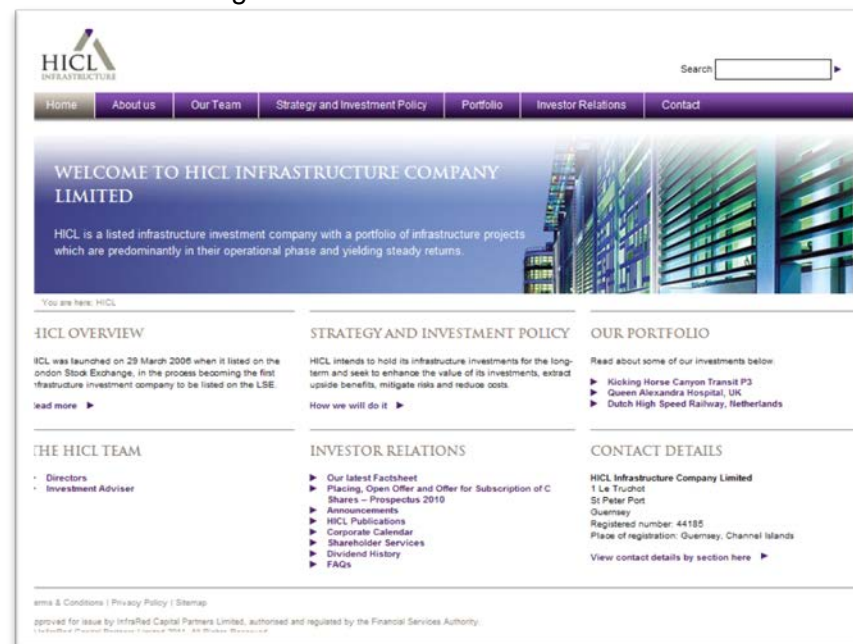 HICL
INFRASTRUCTURE
Search
Home About us Our Team Strategy and Investment Policy Portfolio Investor Relations Contact
WELCOME TO HICL INFRASTRUCTURE COMPANY
LIMITED
HICL is a listed infrastructure investment company with a portfolio of infrastructure projects
which are predominantly in their operational phase and yielding steady returns.
You are here: HICL
HICL OVERVIEW
HICL was launched on 29 March 2006 when it listed on the
London Stock Exchange, in the process becoming the first
infrastructure investment company to be listed on the LSE.
Read more
STRATEGY AND INVESTMENT POLICY
HICL intends to hold its infrastructure investments for the long-
term and seek to enhance the value of its investments, extract
upside benefits, mitigate risks and reduce costs.
How we will do it
OUR PORTFOLIO
Read about some of our investments below.
Kicking Horse Canyon Transit P3
Queen Alexandra Hospital, UK
Dutch High Speed Railway, Netherlands
THE HICL TEAM
Directors
Investment Adviser
INVESTOR RELATIONS
Our latest Factsheet
Placing, Open Offer and Offer for Subscription of C
Shares – Prospectus 2010
Announcements
HICL Publications
Corporate Calendar
Shareholder Services
Dividend History
FAQs
CONTACT DETAILS
HICL Infrastructure Company Limited
1 Le Truchot
St Peter Port
Guernsey
Registered number: 44185
Place of registration: Guernsey, Channel Islands
View contact details by section here
Terms & Conditions | Privacy Policy | Sitemap
Approved for issue by InfraRed Capital Partners Limited, authorised and regulated by the Financial Services Authority.
InfraRed Capital Partners Limited 2011. All Rights Reserved